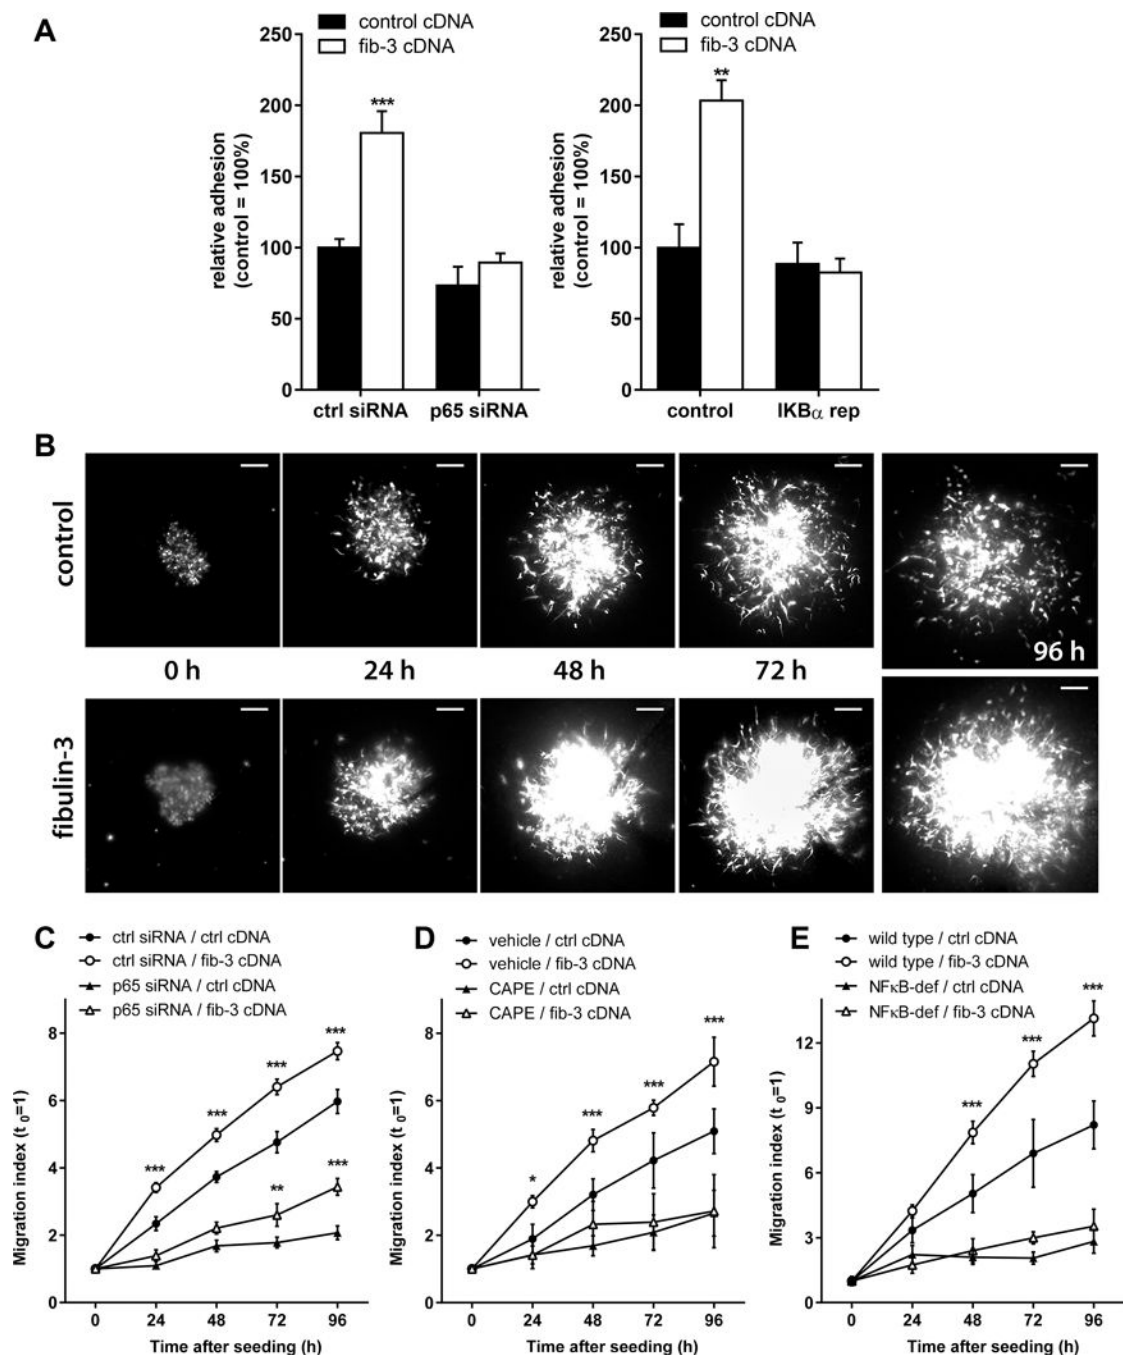 A
control cDNA
fib-3 cDNA
relative adhesion
(control = 100%)
250
200
150
100
50
0
***
ctrl siRNA
p65 siRNA
control cDNA
fib-3 cDNA
relative adhesion
(control = 100%)
250
200
150
100
50
0
**
control
IKBα rep
B
control
0 h
24 h
48 h
72 h
96 h
fibulin-3
C
ctrl siRNA / ctrl cDNA
ctrl siRNA / fib-3 cDNA
p65 siRNA / ctrl cDNA
p65 siRNA / fib-3 cDNA
Migration index (t 0=1)
8
6
4
2
0
***
***
***
***
**
***
0 24 48 72 96
Time after seeding (h)
D
vehicle / ctrl cDNA
vehicle / fib-3 cDNA
CAPE / ctrl cDNA
CAPE / fib-3 cDNA
Migration index (t 0=1)
8
6
4
2
0
*
***
***
***
0 24 48 72 96
Time after seeding (h)
E
wild type / ctrl cDNA
wild type / fib-3 cDNA
NFκB-def / ctrl cDNA
NFκB-def / fib-3 cDNA
Migration index (t 0=1)
13
8
3
0
***
***
***
0 24 48 72 96
Time after seeding (h)